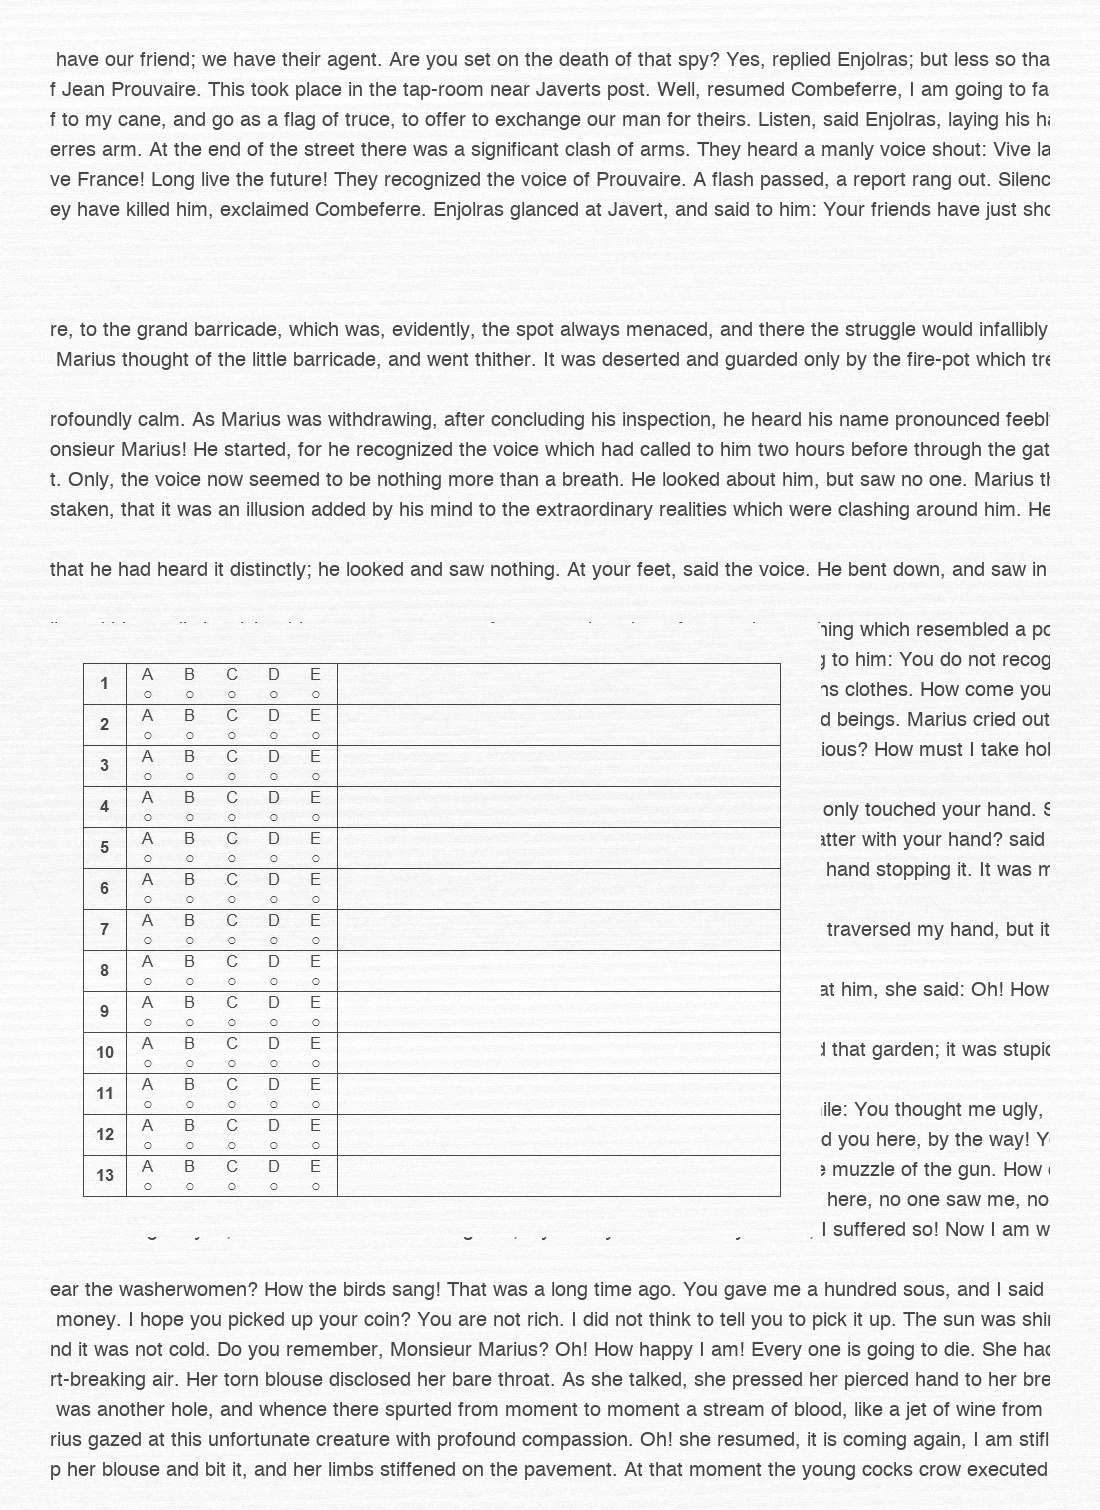 have our friend; we have their agent. Are you set on the death of that spy? Yes, replied Enjolras; but less so tha
f Jean Prouvaire. This took place in the tap-room near Javerts post. Well, resumed Combeferre, I am going to fa
f to my cane, and go as a flag of truce, to offer to exchange our man for theirs. Listen, said Enjolras, laying his
erres arm. At the end of the street there was a significant clash of arms. They heard a manly voice shout: Vive la
ve France! Long live the future! They recognized the voice of Prouvaire. A flash passed, a report rang out. Silenc
ey have killed him, exclaimed Combeferre. Enjolras glanced at Javert, and said to him: Your friends have just
re, to the grand barricade, which was, evidently, the spot always menaced, and there the struggle would infallibly
Marius thought of the little barricade, and went thither. It was deserted and guarded only by the fire-pot which tre
rofoundly calm. As Marius was withdrawing, after concluding his inspection, he heard his name pronounced feebl
onsieur Marius! He started, for he recognized the voice which had called to him two hours before through the gat
t. Only, the voice now seemed to be nothing more than a breath. He looked about him, but saw no one. Marius
staken, that it was an illusion added by his mind to the extraordinary realities which were clashing around him. He
that he had heard it distinctly; he looked and saw nothing. At your feet, said the voice. He bent down, and saw in
hing which resembled a
to him: You do not recog
1 A B C D E
clothes. How come you
2 A B C D E
d beings. Marius cried out
3 A B C D E
ious? How must I take hol
4 A B C D E
only touched your hand.
5 A B C D E
atter with your hand? said
6 A B C D E
hand stopping it. It was
7 A B C D E
traversed my hand, but it
8 A B C D E
at him, she said: Oh! How
9 A B C D E
10 A B C D E
d that garden; it was
11 A B C D E
ile: You thought me ugly,
12 A B C D E
d you here, by the way!
13 A B C D E
muzzle of the gun. How
here, no one saw me, no
I suffered so! Now I am w
ear the washerwomen? How the birds sang! That was a long time ago. You gave me a hundred sous, and I said
money. I hope you picked up your coin? You are not rich. I did not think to tell you to pick it up. The sun was
nd it was not cold. Do you remember, Monsieur Marius? Oh! How happy I am! Every one is going to die. She
rt-breaking air. Her torn blouse disclosed her bare throat. As she talked, she pressed her pierced hand to her bre
was another hole, and whence there spurted from moment to moment a stream of blood, like a jet of wine from
rius gazed at this unfortunate creature with profound compassion. Oh! she resumed, it is coming again, I am stifl
p her blouse and bit it, and her limbs stiffened on the pavement. At that moment the young cocks crow executed